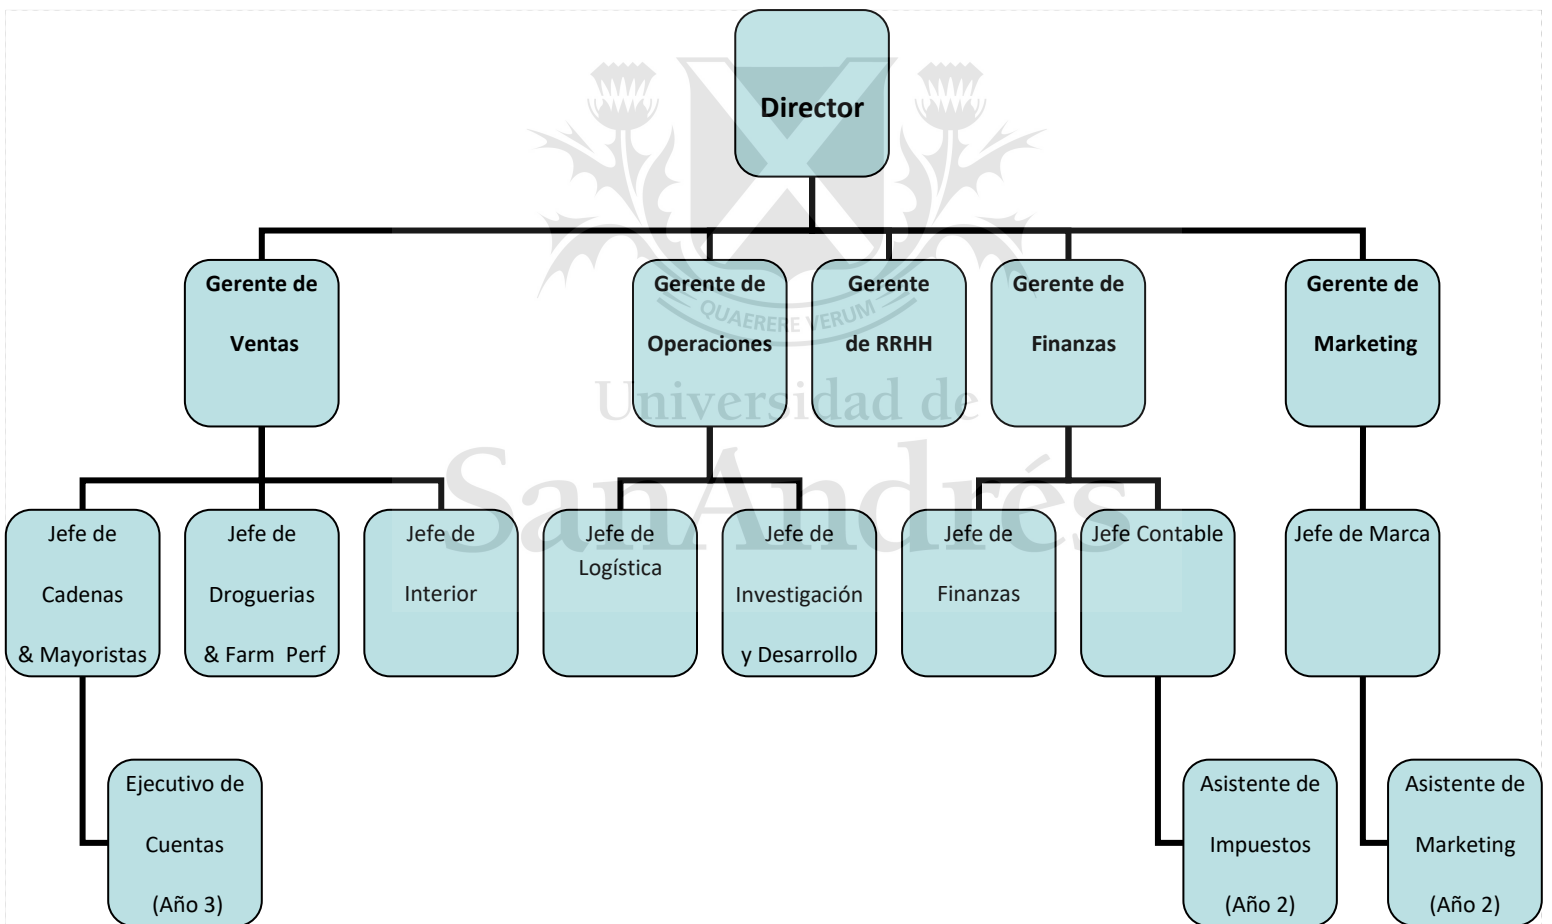 Director
Gerente de
Ventas
Gerente de
Operaciones
Gerente
de RRHH
Gerente de
Finanzas
Gerente de
Marketing
QUAERERE VERUM
Universidad de
SanAndrés
Jefe de
Cadenas
& Mayoristas
Jefe de
Droguerias
& Farm Perf
Jefe de
Interior
Jefe de
Logística
Jefe de
Investigación
y Desarrollo
Jefe de
Finanzas
Jefe Contable
Jefe de Marca
Ejecutivo de
Cuentas
(Año 3)
Asistente de
Impuestos
(Año 2)
Asistente de
Marketing
(Año 2)